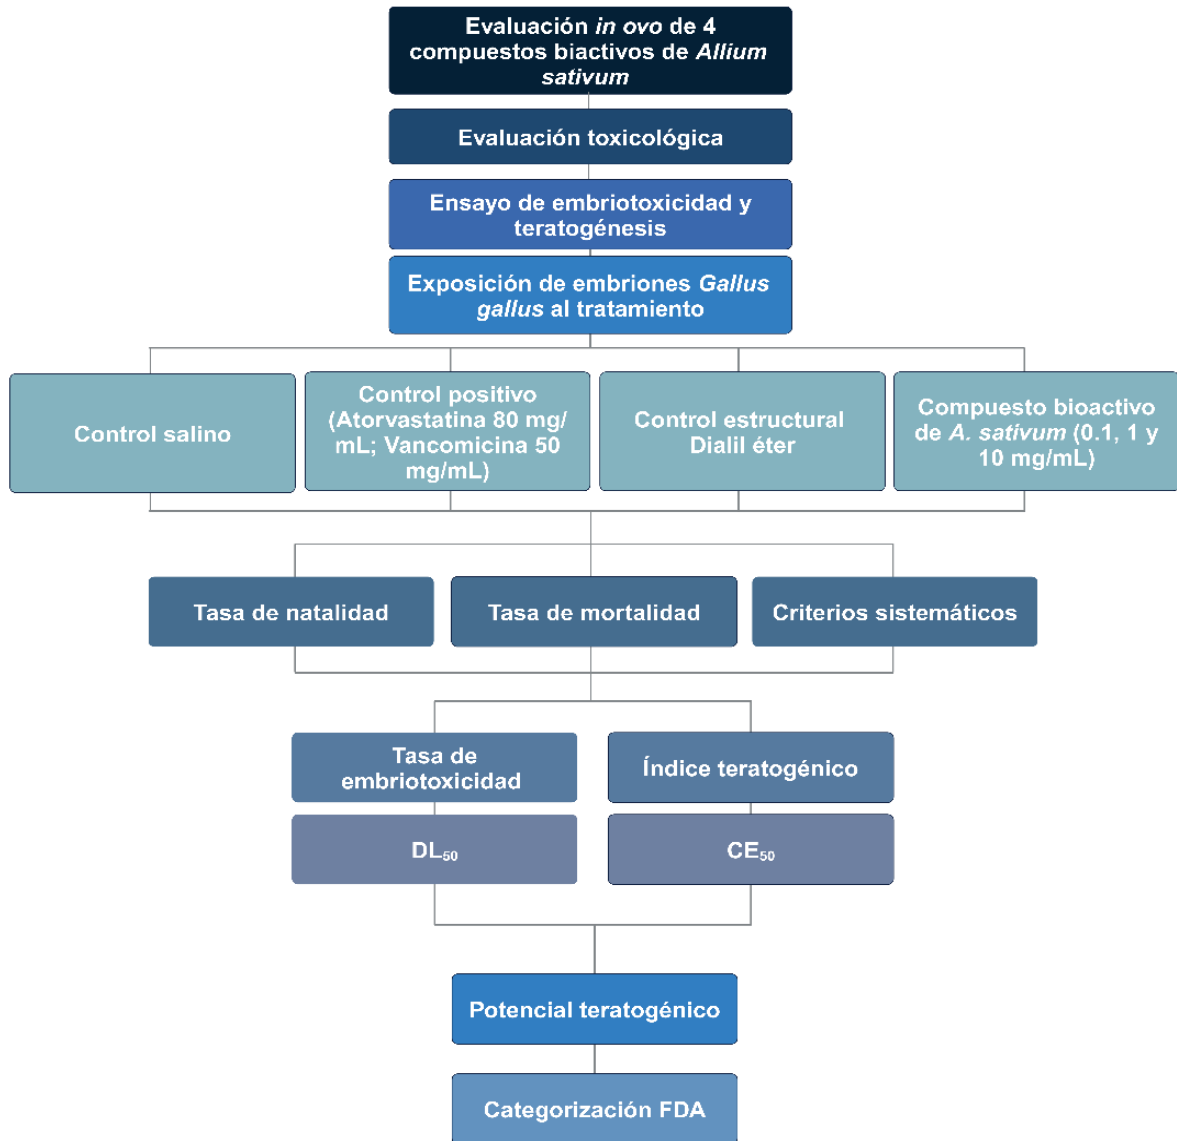 Evaluación in ovo de 4
compuestos biactivos de Allium
sativum
Evaluación toxicológica
Ensayo de embriotoxicidad y
teratogénesis
Exposición de embriones Gallus
gallus al tratamiento
Control salino
Control positivo
(Atorvastatina 80 mg/
mL; Vancomicina 50
mg/mL)
Control estructural
Dialil éter
Compuesto bioactivo
de A. sativum (0.1, 1 y
10 mg/mL)
Tasa de natalidad
Tasa de mortalidad
Criterios sistemáticos
Tasa de
embriotoxicidad
Índice teratogénico
DL₅₀
CE₅₀
Potencial teratogénico
Categorización FDA